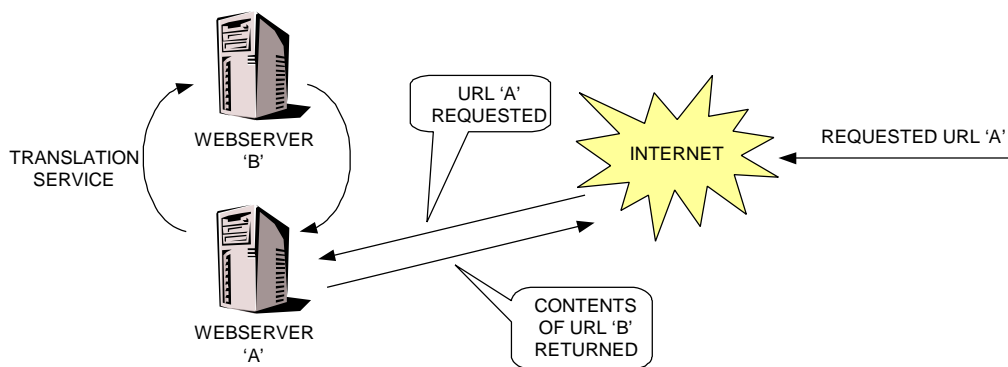 WEBSERVER
‘B’
TRANSLATION
SERVICE
WEBSERVER
‘A’
URL ‘A’
REQUESTED
CONTENTS
OF URL ‘B’
RETURNED
INTERNET
REQUESTED URL ‘A’